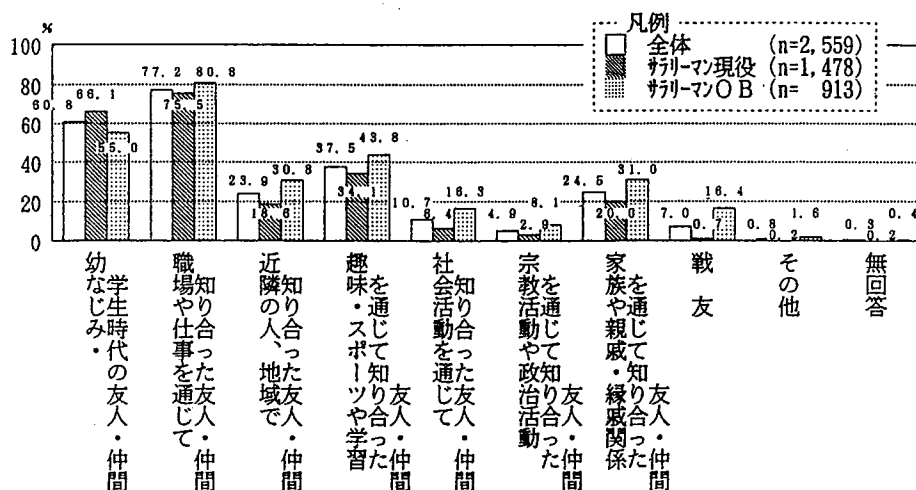 %
凡例
全体 (n=2,559)
サラリーマン現役 (n=1,478)
サラリーマンOB (n= 913)
100
80
60
40
20
0
60.8 66.1 55.0
77.2 75.5 80.8
23.9 18.6 30.8
37.5 34.1 43.8
10.7 6.4 16.3
4.9 2.9 8.1
24.5 20.0 31.0
7.0 0.7 16.4
0.8 0.2 1.6
0.3 0.2 0.4
幼なじみ・
学生時代の友人・仲間
職場や仕事を通じて
知り合った友人・仲間
近隣の人、地域で
知り合った友人・仲間
趣味・スポーツや学習
を通じて知り合った
友人・仲間
社会活動を通じて
知り合った友人・仲間
宗教活動や政治活動
を通じて知り合った
友人・仲間
家族や親戚・縁戚関係
を通じて知り合った
友人・仲間
戦 友
その他
無回答